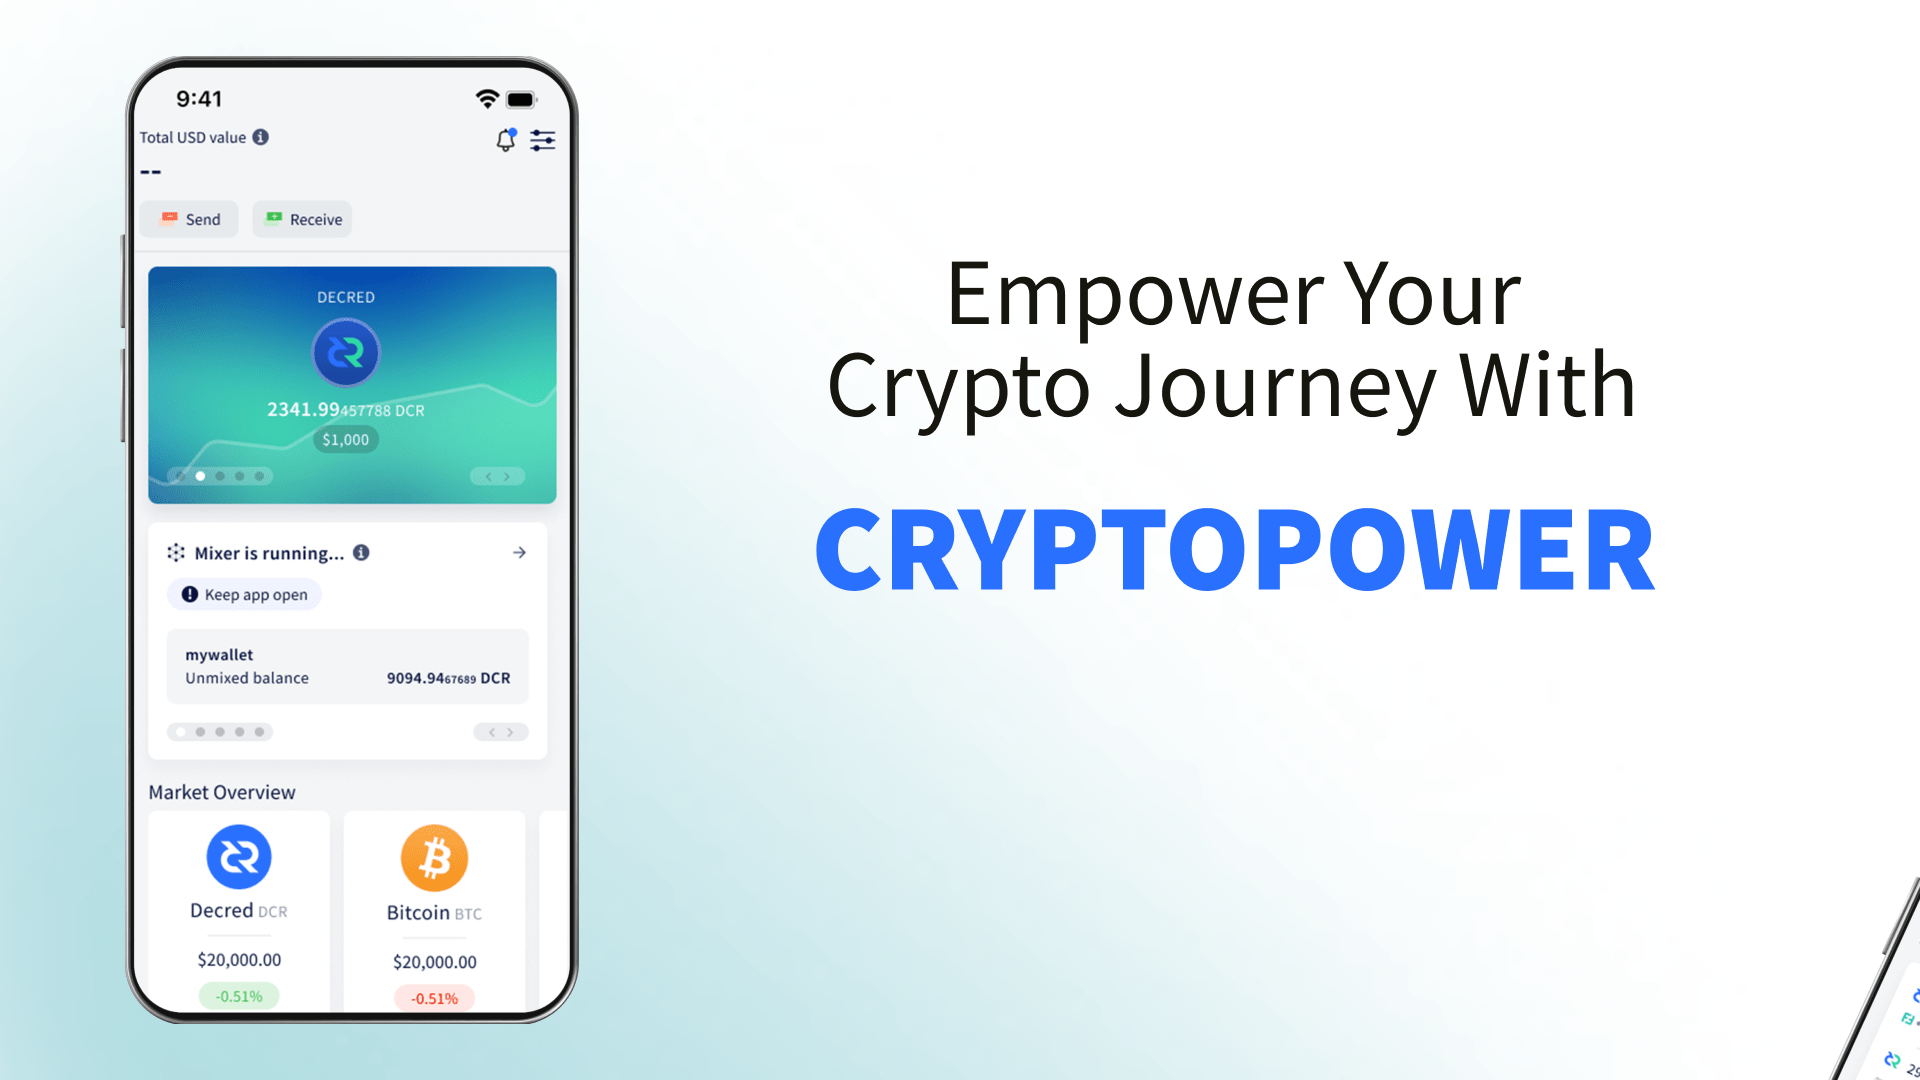 9:41
Total USD value
--
Send
Receive
DECRED
2341.99457788 DCR
$1,000
Mixer is running...
Keep app open
mywallet
Unmixed balance 9094.9467689 DCR
Market Overview
Decred DCR
$20,000.00
-0.51%
Bitcoin BTC
$20,000.00
-0.51%
Empower Your
Crypto Journey With
CRYPTOPOWER